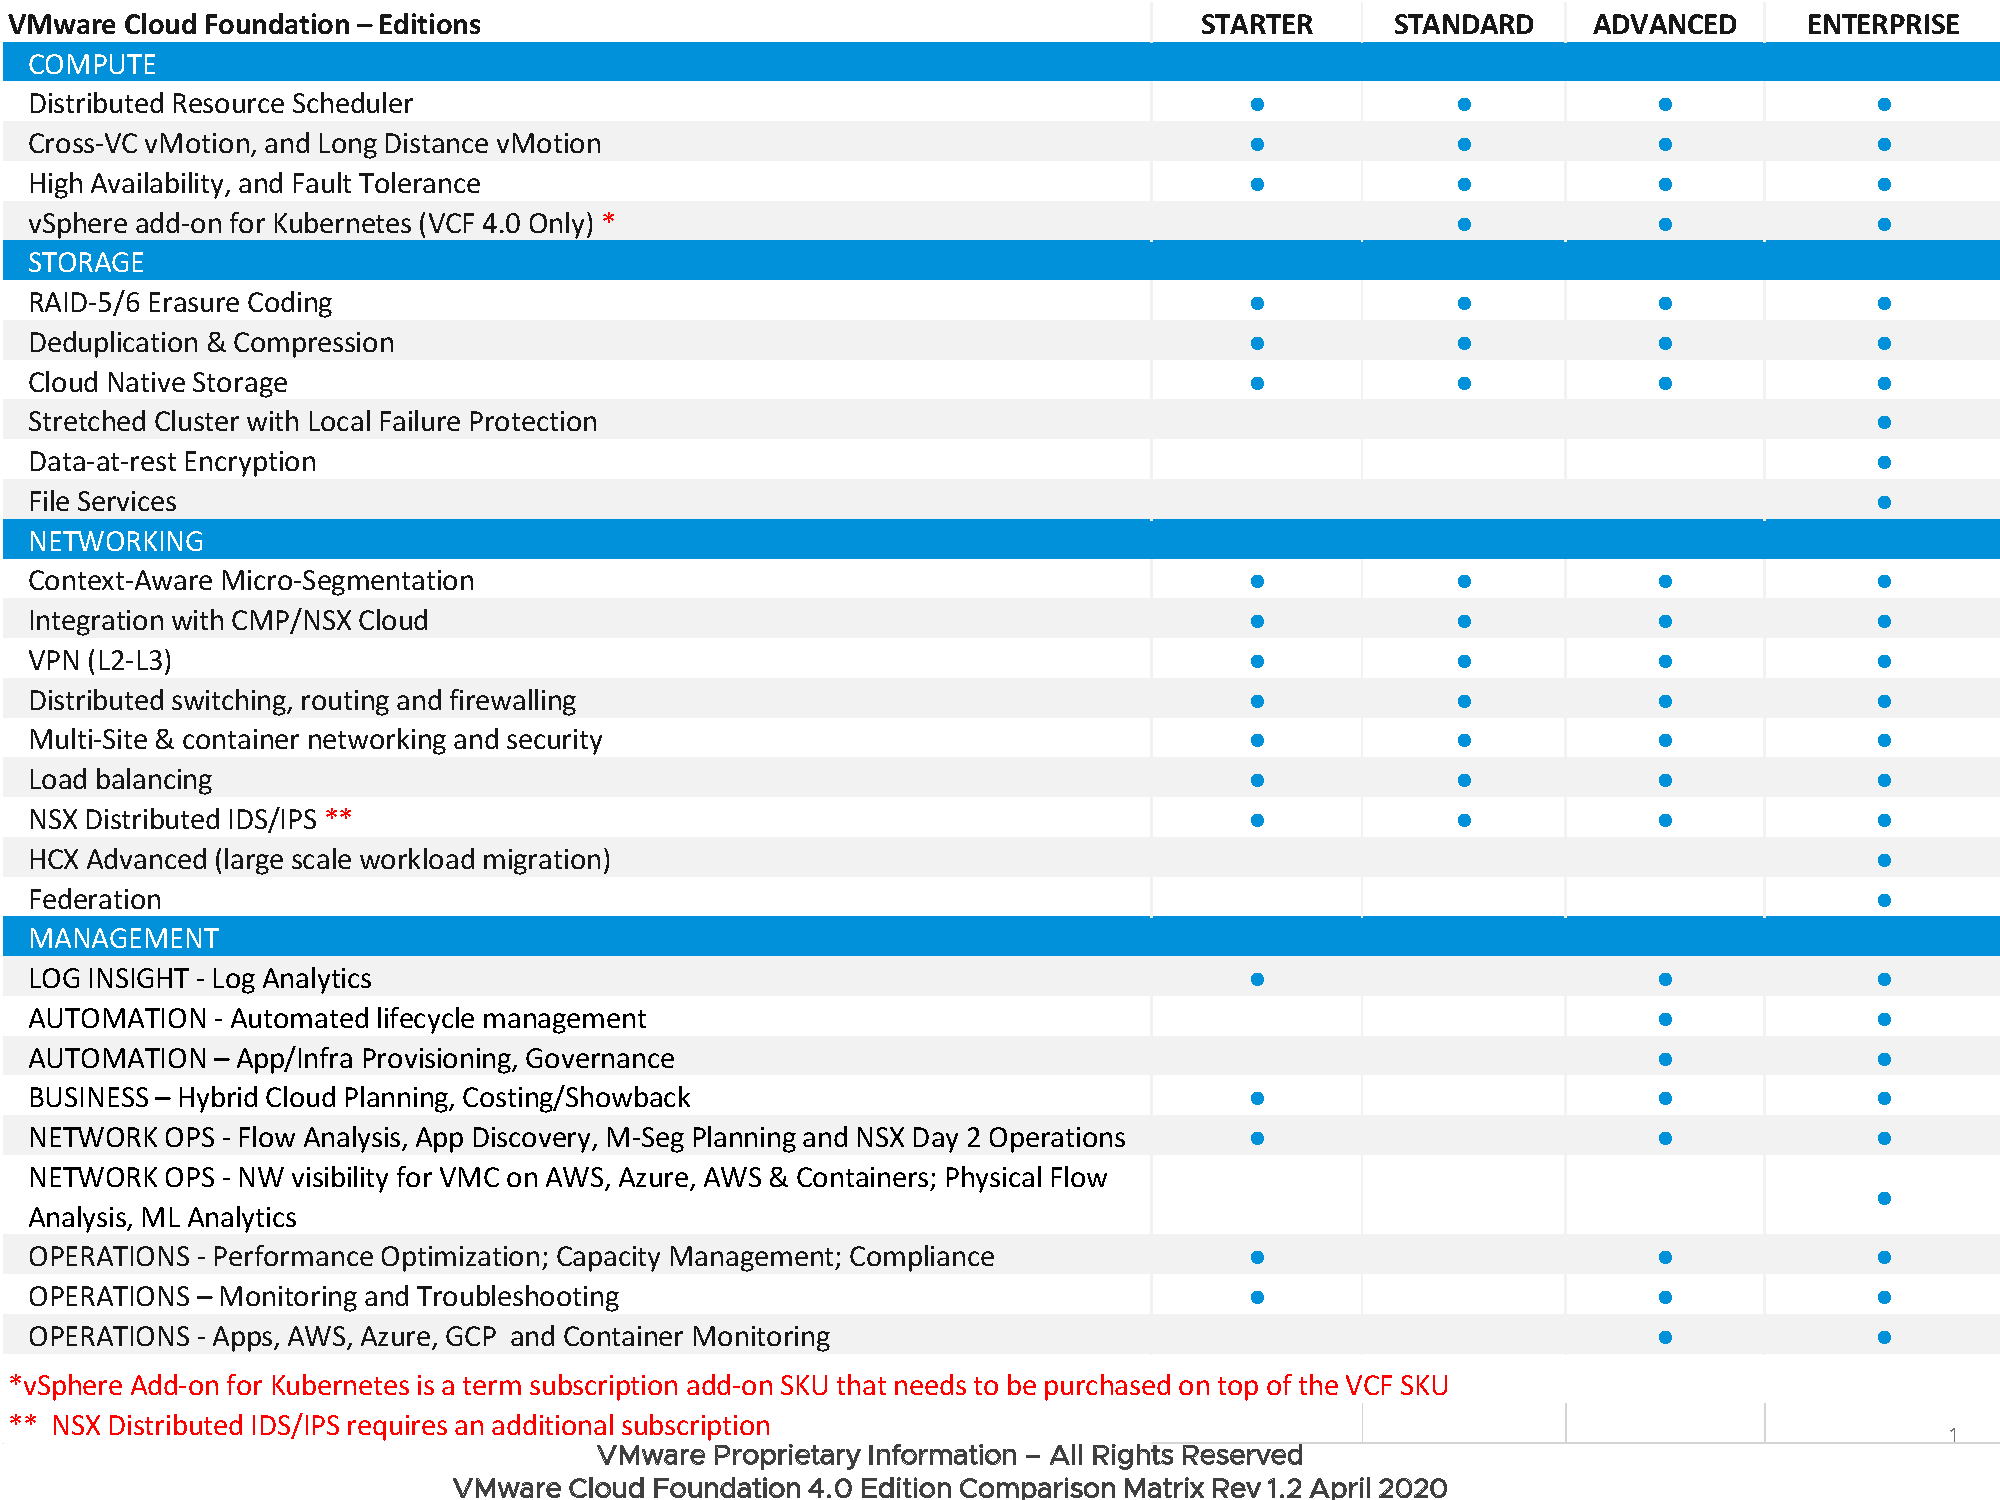 VMware Cloud Foundation – Editions STARTER STANDARD ADVANCED ENTERPRISE
COMPUTE
Distributed Resource Scheduler ● ● ● ●
Cross-VC vMotion, and Long Distance vMotion ● ● ● ●
High Availability, and Fault Tolerance ● ● ● ●
vSphere add-on for Kubernetes (VCF 4.0 Only) * ● ● ●
STORAGE
RAID-5/6 Erasure Coding ● ● ● ●
Deduplication & Compression ● ● ● ●
Cloud Native Storage ● ● ● ●
Stretched Cluster with Local Failure Protection ●
Data-at-rest Encryption ●
File Services ●
NETWORKING
Context-Aware Micro-Segmentation ● ● ● ●
Integration with CMP/NSX Cloud ● ● ● ●
VPN (L2-L3) ● ● ● ●
Distributed switching, routing and firewalling ● ● ● ●
Multi-Site & container networking and security ● ● ● ●
Load balancing ● ● ● ●
NSX Distributed IDS/IPS ** ● ● ● ●
HCX Advanced (large scale workload migration) ●
Federation ●
MANAGEMENT
LOG INSIGHT - Log Analytics ● ● ●
AUTOMATION - Automated lifecycle management ● ●
AUTOMATION – App/Infra Provisioning, Governance ● ●
BUSINESS – Hybrid Cloud Planning, Costing/Showback ● ● ●
NETWORK OPS - Flow Analysis, App Discovery, M-Seg Planning and NSX Day 2 Operations ● ● ●
NETWORK OPS - NW visibility for VMC on AWS, Azure, AWS & Containers; Physical Flow
Analysis, ML Analytics ●
OPERATIONS - Performance Optimization; Capacity Management; Compliance ● ● ●
OPERATIONS – Monitoring and Troubleshooting ● ● ●
OPERATIONS - Apps, AWS, Azure, GCP and Container Monitoring ● ●
*vSphere Add-on for Kubernetes is a term subscription add-on SKU that needs to be purchased on top of the VCF SKU
** NSX Distributed IDS/IPS requires an additional subscription
1
VMware Proprietary Information – All Rights Reserved
VMware Cloud Foundation 4.0 Edition Comparison Matrix Rev 1.2 April 2020